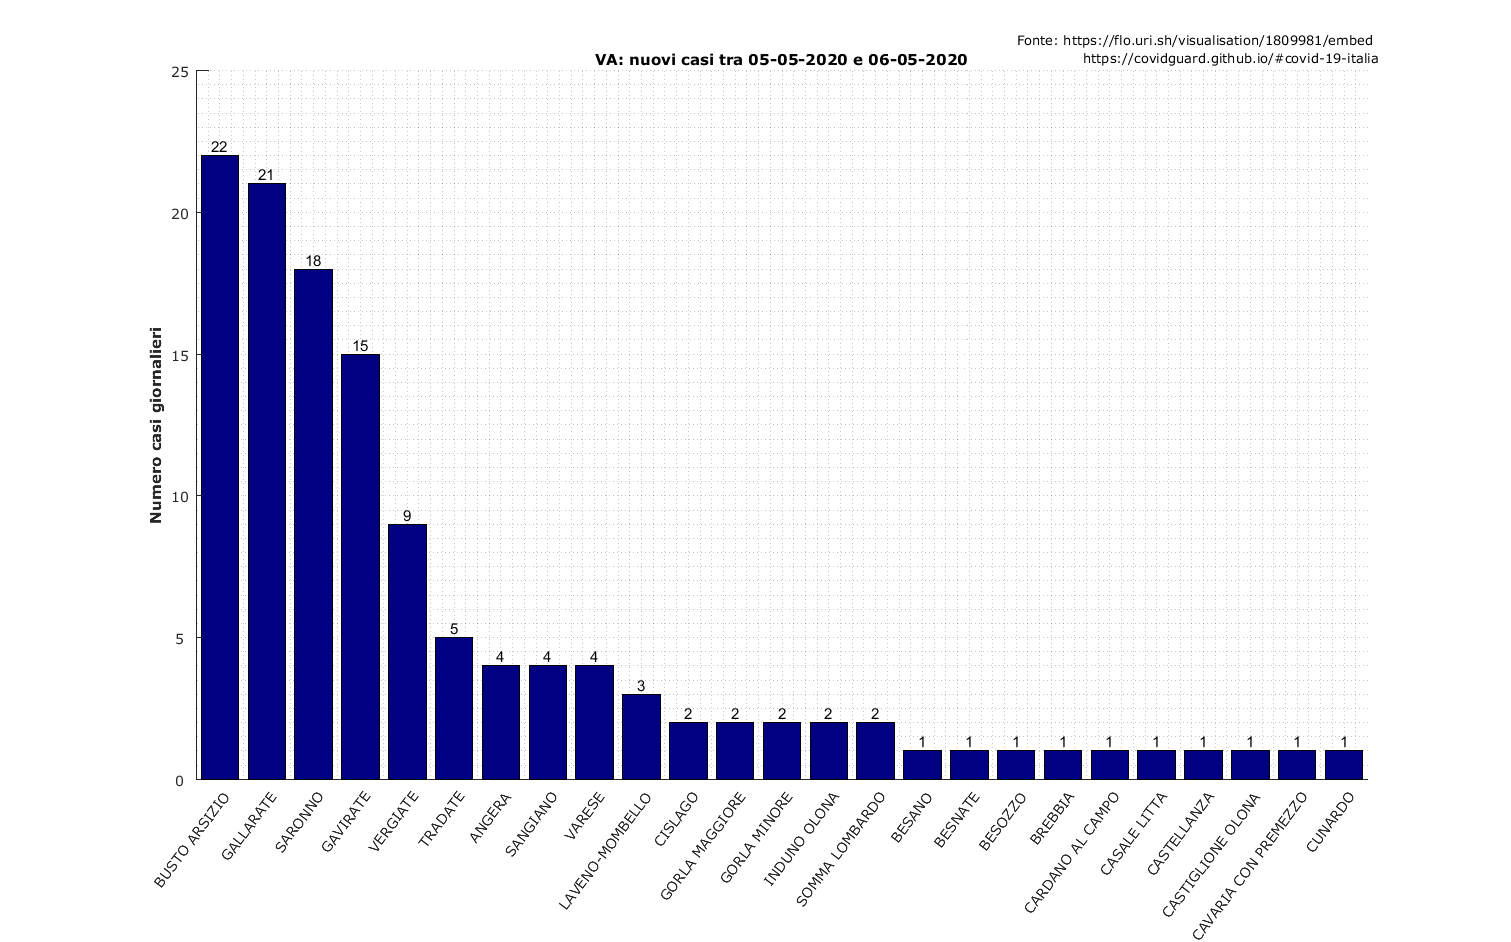 Fonte: https://flo.uri.sh/visualisation/1809981/embed
https://covidguard.github.io/#covid-19-italia
VA: nuovi casi tra 05-05-2020 e 06-05-2020
Numero casi giornalieri
25
20
15
10
5
0
22
21
18
15
9
5
4
4
4
3
2
2
2
2
2
1
1
1
1
1
1
1
1
1
1
BUSTO ARSIZIO
GALLARATE
SARONNO
GAVIRATE
VERGIATE
TRADATE
ANGERA
SANGIANO
VARESE
LAVENO-MOMBELLO
CISLAGO
GORLA MAGGIORE
GORLA MINORE
INDUNO OLONA
SOMMA LOMBARDO
BESANO
BESNATE
BESOZZO
BREBBIA
CARDANO AL CAMPO
CASALE LITTA
CASTELLANZA
CASTIGLIONE OLONA
CAVARIA CON PREMEZZO
CUNARDO